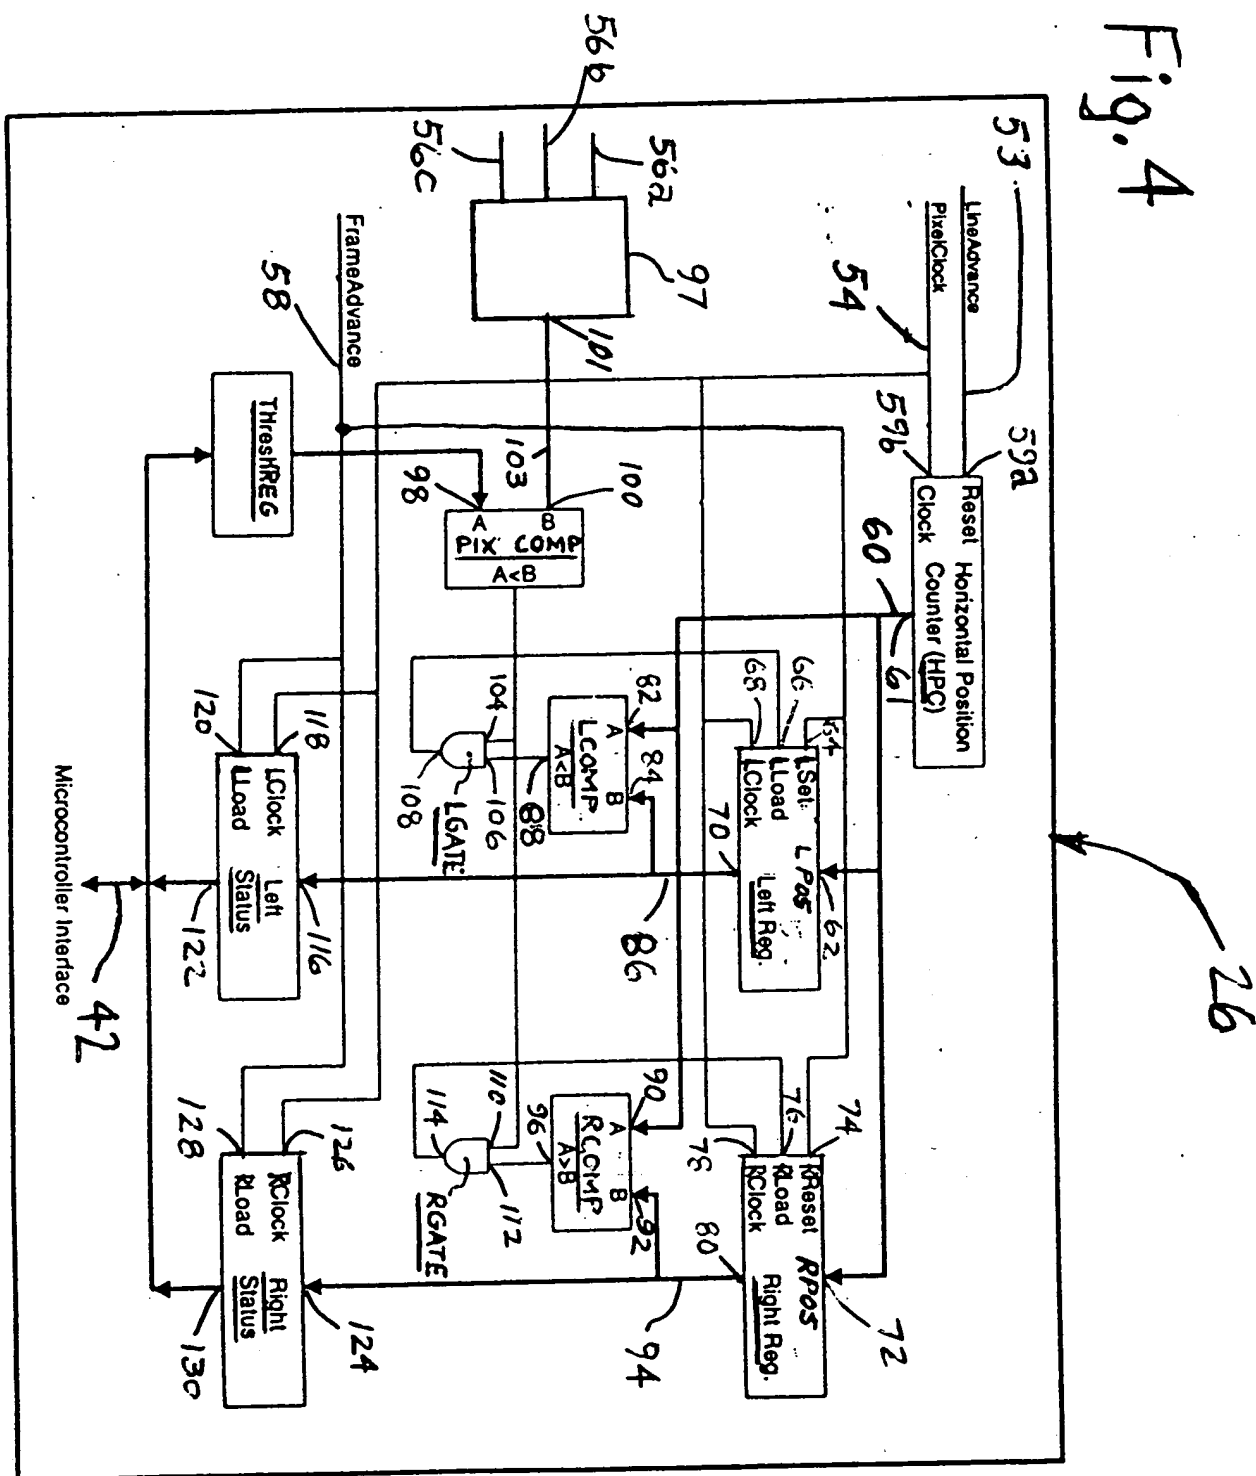 Fig. 4
26
53
LineAdvance
PixelClock
54
59a
59b
Reset Horizontal Position
Clock Counter (HPC)
60
61
56a
56b
56c
97
101
103
100
98
B
A
PIX COMP
A<B
FrameAdvance
58
THresHREG
LSet
LPOS
LLoad
LClock
Left Reg.
62
66
68
70
82
84
A
B
LCOMP
A<B
86
88
104
106
108
LGATE
RReset
RPOS
RLoad
RClock
Right Reg.
72
74
76
78
80
90
92
A
B
RCOMP
A>B
94
96
110
112
114
RGATE
118
120
LClock Left
LLoad Status
116
122
126
128
RClock Right
RLoad Status
124
130
Microcontroller Interface
42